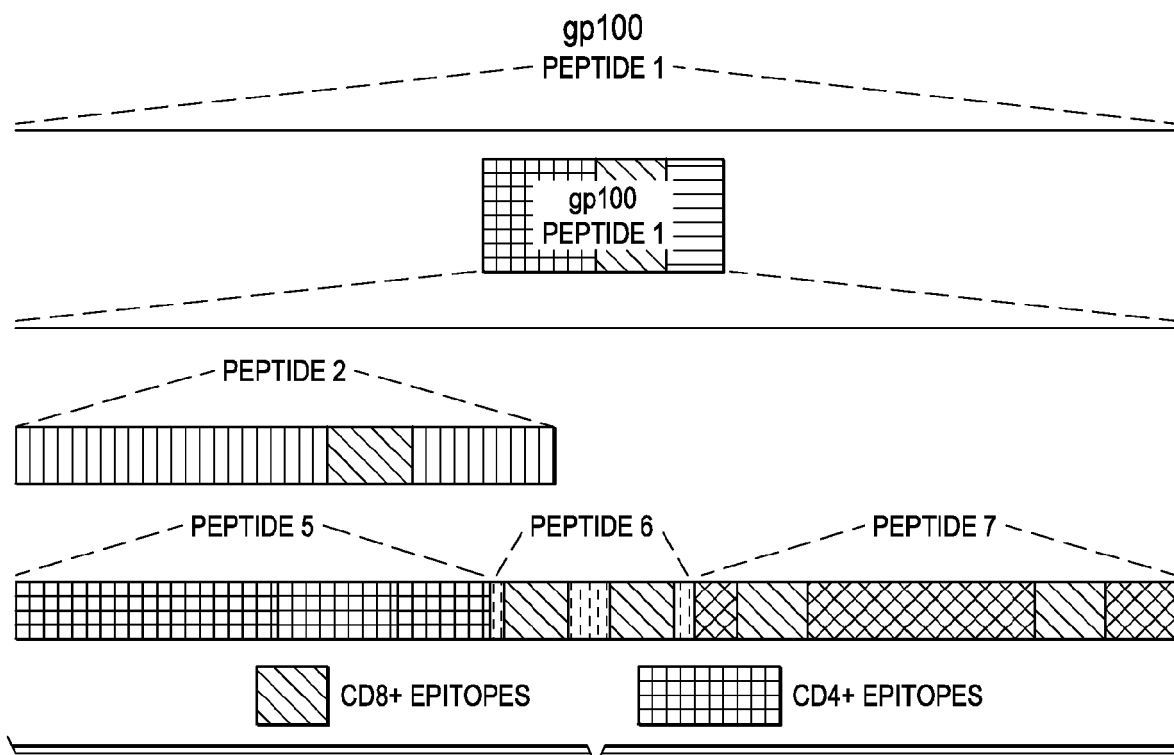 gp100
PEPTIDE 1
gp100
PEPTIDE 1
PEPTIDE 2
PEPTIDE 5
PEPTIDE 6
PEPTIDE 7
CD8+ EPITOPES
CD4+ EPITOPES